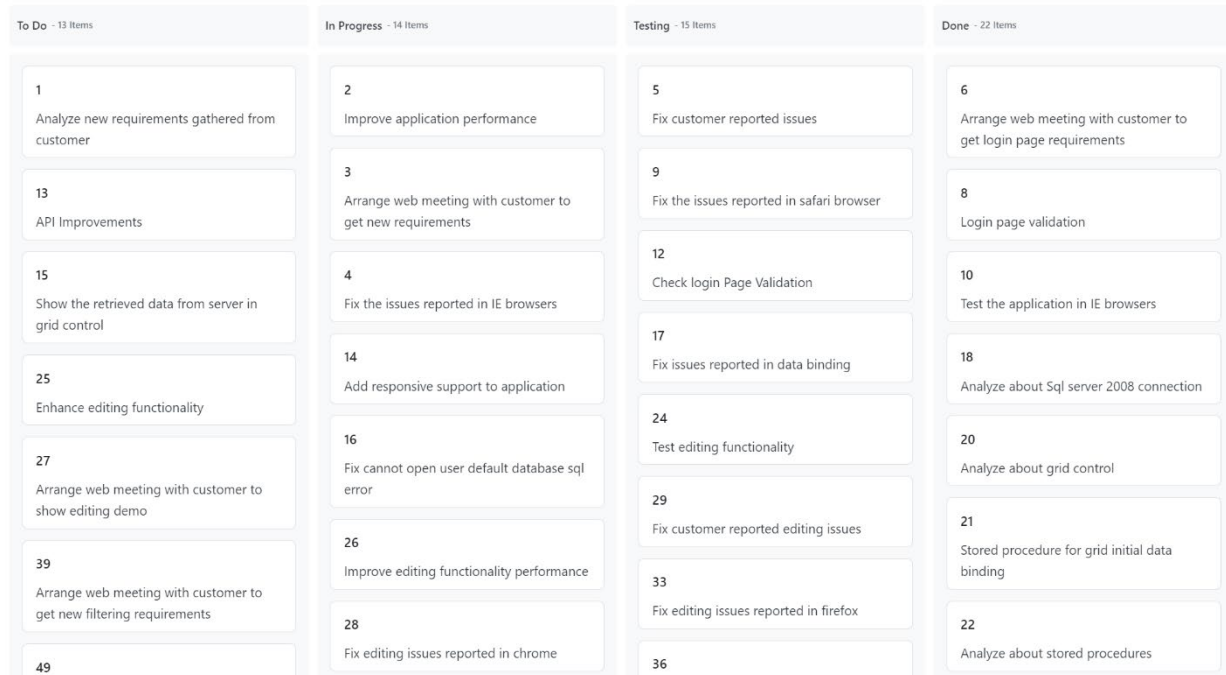 To Do - 13 Items
In Progress - 14 Items
Testing - 15 Items
Done - 22 Items
1
Analyze new requirements gathered from
customer
13
API Improvements
15
Show the retrieved data from server in
grid control
25
Enhance editing functionality
27
Arrange web meeting with customer to
show editing demo
39
Arrange web meeting with customer to
get new filtering requirements
49
2
Improve application performance
3
Arrange web meeting with customer to
get new requirements
4
Fix the issues reported in IE browsers
14
Add responsive support to application
16
Fix cannot open user default database sql
error
26
Improve editing functionality performance
28
Fix editing issues reported in chrome
5
Fix customer reported issues
9
Fix the issues reported in safari browser
12
Check login Page Validation
17
Fix issues reported in data binding
24
Test editing functionality
29
Fix customer reported editing issues
33
Fix editing issues reported in firefox
36
6
Arrange web meeting with customer to
get login page requirements
8
Login page validation
10
Test the application in IE browsers
18
Analyze about Sql server 2008 connection
20
Analyze about grid control
21
Stored procedure for grid initial data
binding
22
Analyze about stored procedures